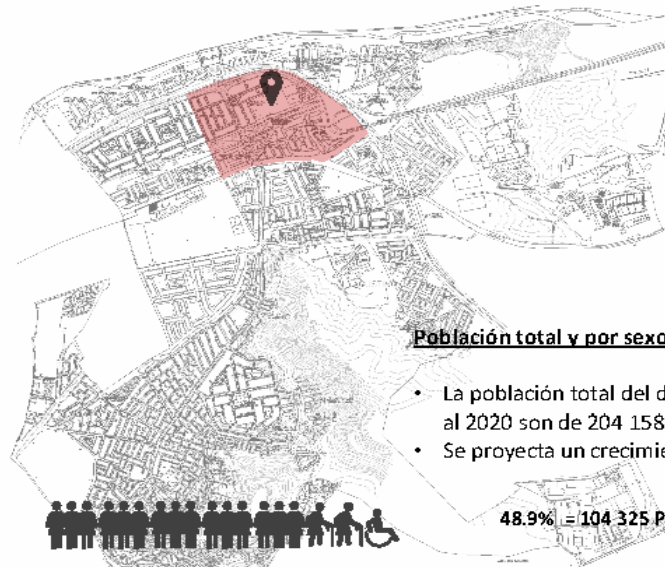 Población total y por sexo
• La población total del d
al 2020 son de 204 158
• Se proyecta un crecimie
48.9% = 104 325 P